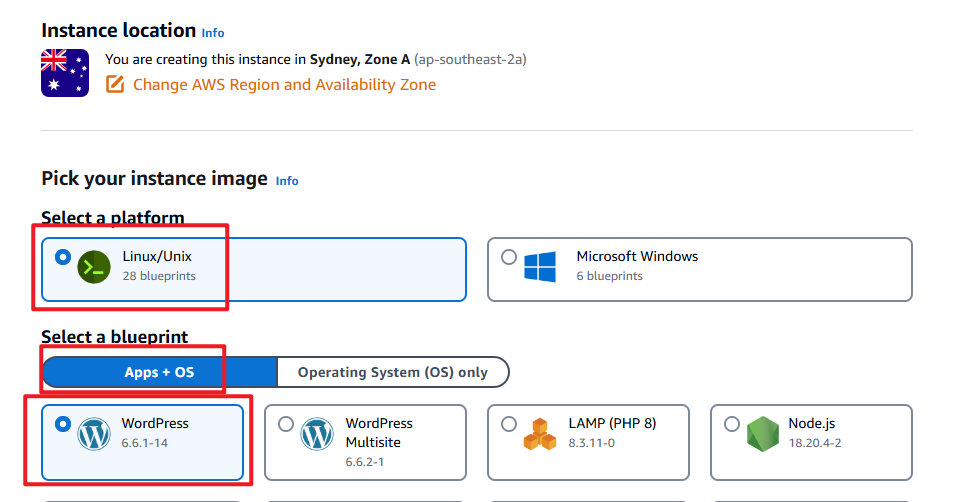 Instance location Info
You are creating this instance in Sydney, Zone A (ap-southeast-2a)
Change AWS Region and Availability Zone
Pick your instance image Info
Select a platform
Linux/Unix
28 blueprints
Microsoft Windows
6 blueprints
Select a blueprint
Apps + OS
Operating System (OS) only
WordPress
6.6.1-14
WordPress
Multisite
6.6.2-1
LAMP (PHP 8)
8.3.11-0
Node.js
18.20.4-2